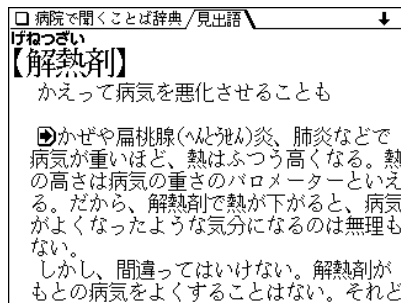 病院で聞くことば辞典 見出語
げねつざい
【解熱剤】
かえって病気を悪化させることも
かぜや扁桃腺(へんとうせん)炎、肺炎などで
病気が重いほど、熱はふつう高くなる。熱
の高さは病気の重さのバロメーターといえ
る。だから、解熱剤で熱が下がると、病気
がよくなったような気分になるのは無理も
ない。
しかし、間違ってはいけない。解熱剤が
もとの病気をよくすることはない。それど